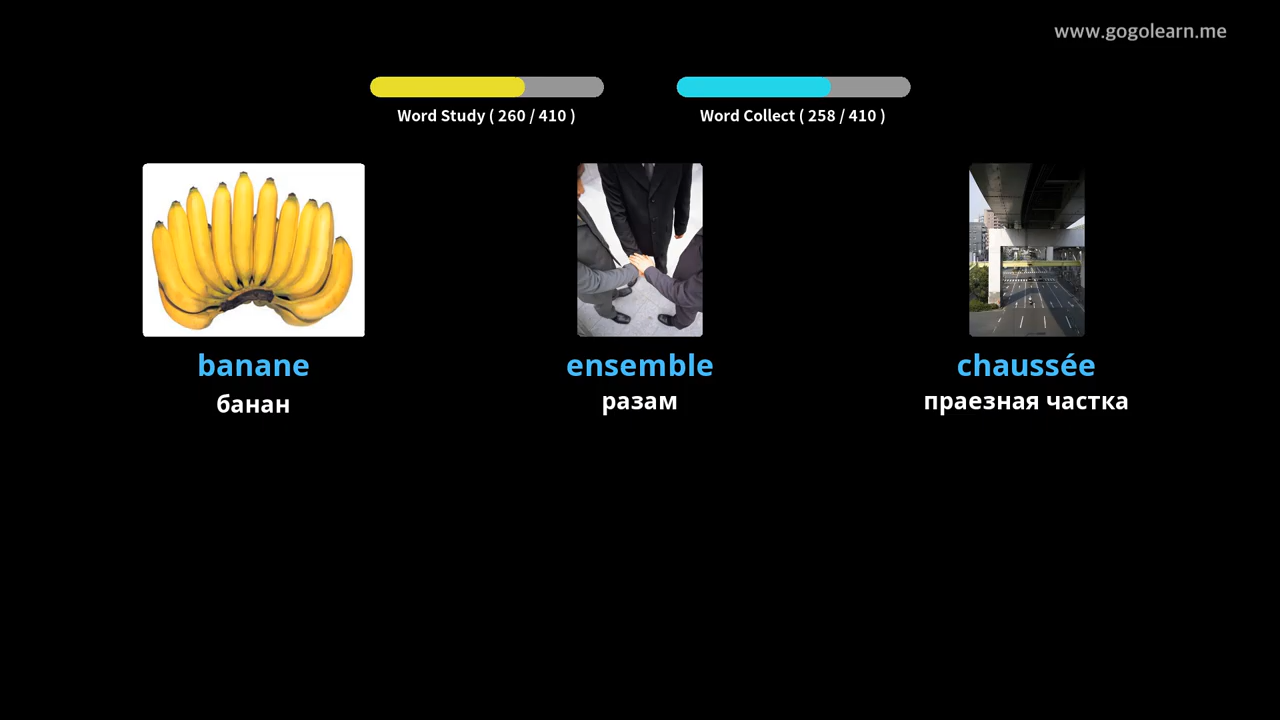 www.gogolearn.me
Word Study ( 260 / 410 )
Word Collect ( 258 / 410 )
banane
банан
ensemble
разам
chaussée
праезная частка